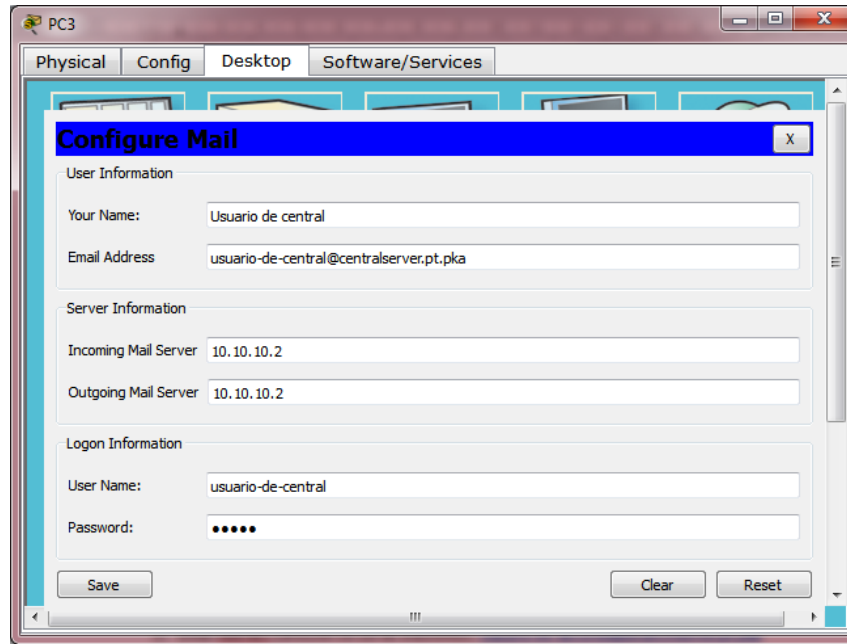 PC3
Physical Config Desktop Software/Services
Configure Mail X
User Information
Your Name: Usuario de central
Email Address usuario-de-central@centralserver.pt.pka
Server Information
Incoming Mail Server 10.10.10.2
Outgoing Mail Server 10.10.10.2
Logon Information
User Name: usuario-de-central
Password: •••••
Save Clear Reset